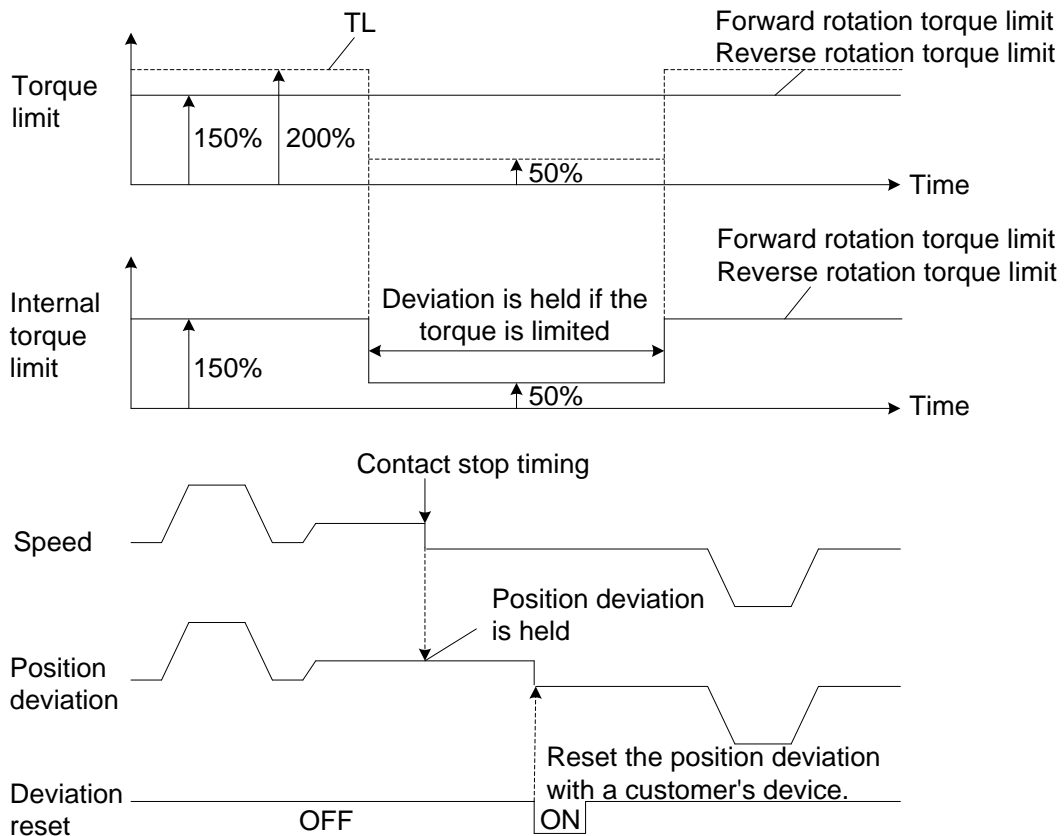 TL
Forward rotation torque limit
Reverse rotation torque limit
Torque
limit
150%
200%
50%
Time
Forward rotation torque limit
Reverse rotation torque limit
Internal
torque
limit
Deviation is held if the
torque is limited
150%
50%
Time
Contact stop timing
Speed
Position deviation
is held
Position
deviation
Reset the position deviation
with a customer's device.
Deviation
reset
OFF
ON